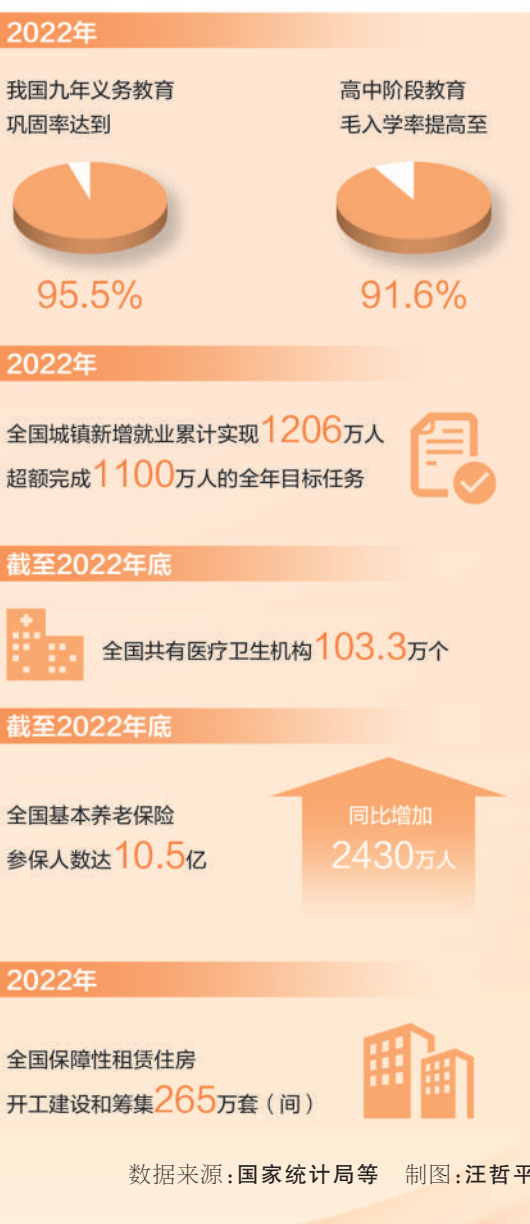 2022年
我国九年义务教育
巩固率达到
95.5%
高中阶段教育
毛入学率提高至
91.6%
2022年
全国城镇新增就业累计实现1206万人
超额完成1100万人的全年目标任务
截至2022年底
全国共有医疗卫生机构103.3万个
截至2022年底
全国基本养老保险
参保人数达10.5亿
同比增加
2430万人
2022年
全国保障性租赁住房
开工建设和筹集265万套（间）
数据来源:国家统计局等 制图:汪哲平